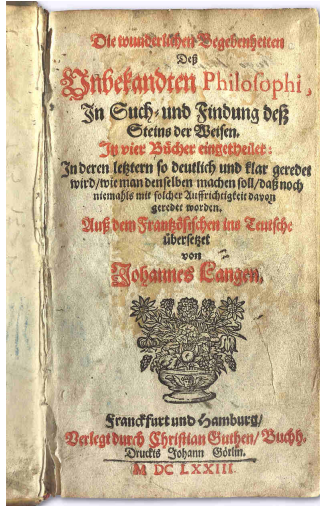 Die wunderlichen Begebenheiten
Deß
Unbekandten Philosophi,
In Such- und Findung deß
Steins der Weisen.
In vier Bücher eingetheilet:
In deren letztern so deutlich und klar geredet
wird/wie man denselben machen soll/daß noch
niemahls mit solcher Auffrichtigkeit davon
geredet worden.
Auß dem Frantzösischen ins Teutsche
übersetzet
von
Johannes Langen.
Franckfurt und Hamburg/
Verlegt durch Christian Guthen/Buchh.
Druckts Johann Görlin.
M DC LXXIII.